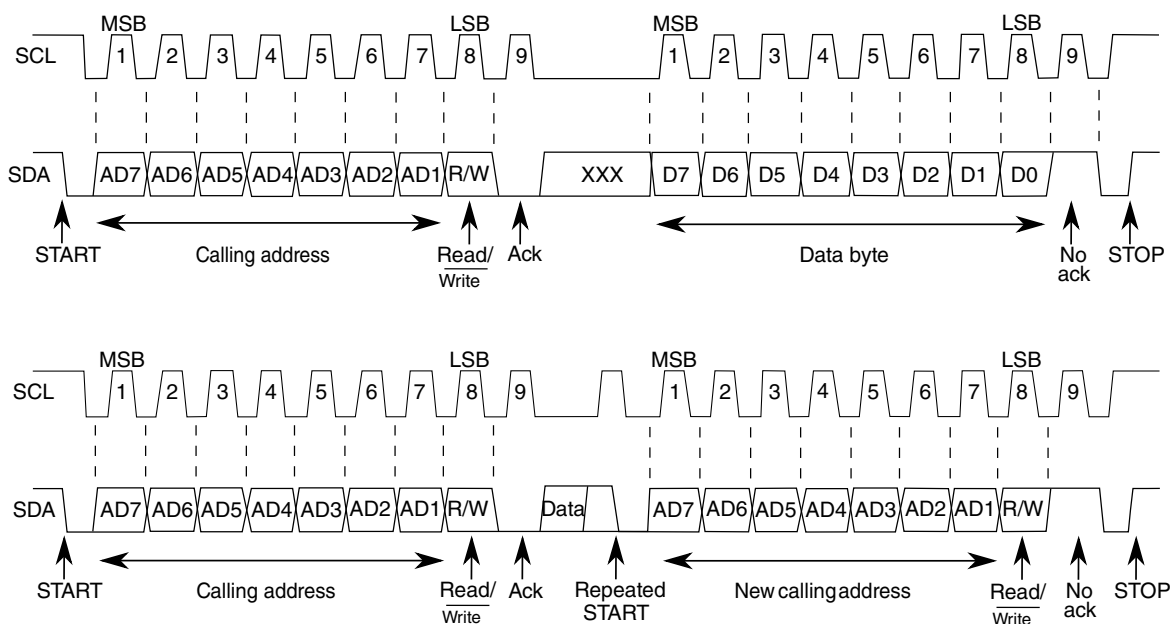 MSB LSB MSB LSB
SCL 1 2 3 4 5 6 7 8 9 1 2 3 4 5 6 7 8 9
SDA AD7 AD6 AD5 AD4 AD3 AD2 AD1 R/W XXX D7 D6 D5 D4 D3 D2 D1 D0
START Calling address Read/ Ack Data byte No STOP
Write ack
MSB LSB MSB LSB
SCL 1 2 3 4 5 6 7 8 9 1 2 3 4 5 6 7 8 9
SDA AD7 AD6 AD5 AD4 AD3 AD2 AD1 R/W Data AD7 AD6 AD5 AD4 AD3 AD2 AD1 R/W
START Calling address Read/ Ack Repeated New calling address Read/ No STOP
Write START Write ack